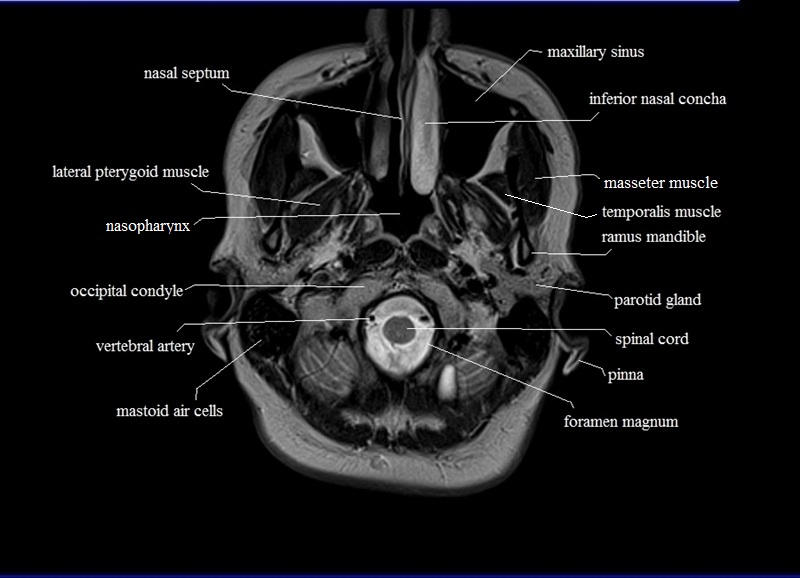 maxillary sinus
nasal septum
inferior nasal concha
lateral pterygoid muscle
masseter muscle
temporalis muscle
nasopharynx
ramus mandible
occipital condyle
parotid gland
vertebral artery
spinal cord
pinna
mastoid air cells
foramen magnum